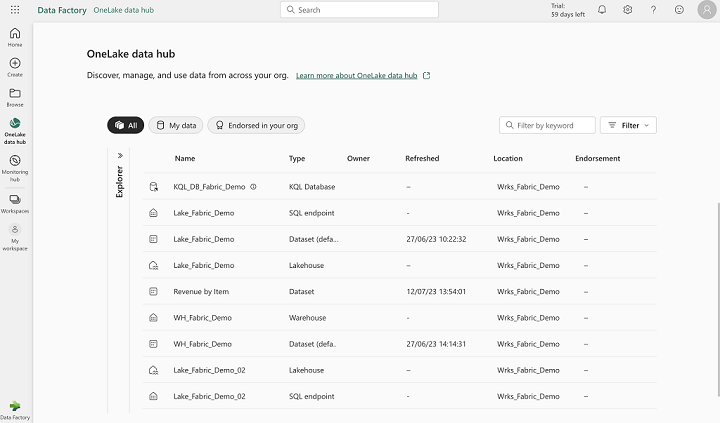 Data Factory OneLake data hub
Search
Trial:
59 days left
Home
Create
Browse
OneLake
data hub
Monitoring
hub
Workspaces
My
workspace
Data Factory
OneLake data hub
Discover, manage, and use data from across your org. Learn more about OneLake data hub
All My data Endorsed in your org
Filter by keyword Filter
Explorer
Name Type Owner Refreshed Location Endorsement
KQL_DB_Fabric_Demo KQL Database – Wrks_Fabric_Demo –
Lake_Fabric_Demo SQL endpoint - Wrks_Fabric_Demo –
Lake_Fabric_Demo Dataset (defa... 27/06/23 10:22:32 Wrks_Fabric_Demo –
Lake_Fabric_Demo Lakehouse – Wrks_Fabric_Demo –
Revenue by Item Dataset 12/07/23 13:54:01 Wrks_Fabric_Demo –
WH_Fabric_Demo Warehouse - Wrks_Fabric_Demo –
WH_Fabric_Demo Dataset (defa.. 27/06/23 14:14:31 Wrks_Fabric_Demo –
Lake_Fabric_Demo_02 Lakehouse – Wrks_Fabric_Demo –
Lake_Fabric_Demo_02 SQL endpoint - Wrks_Fabric_Demo –